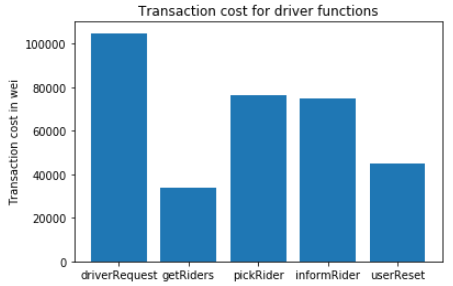 Transaction cost for driver functions
Transaction cost in wei
100000
80000
60000
40000
20000
0
driverRequest getRiders pickRider informRider userReset